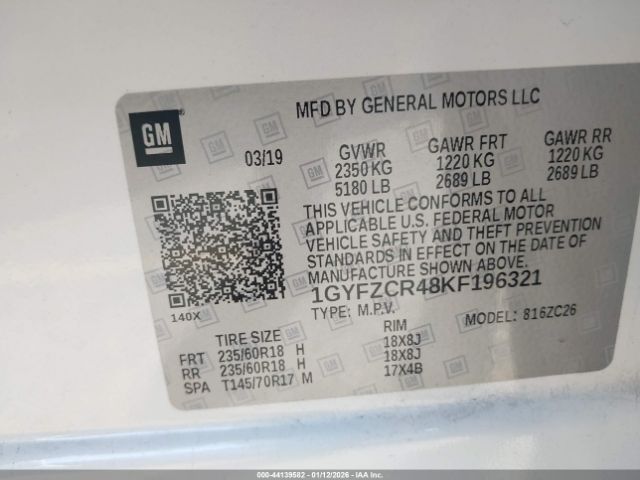 MFD BY GENERAL MOTORS LLC
GM
03/19
GVWR GAWR FRT GAWR RR
2350 KG 1220 KG 1220 KG
5180 LB 2689 LB 2689 LB
THIS VEHICLE CONFORMS TO ALL
APPLICABLE U.S. FEDERAL MOTOR
VEHICLE SAFETY AND THEFT PREVENTION
STANDARDS IN EFFECT ON THE DATE OF
MANUFACTURE SHOWN ABOVE.
1GYFZCR48KF196321
140X
TYPE: M.P.V. MODEL: 816ZC26
TIRE SIZE RIM
FRT 235/60R18 H 18X8J
RR 235/60R18 H 18X8J
SPA T145/70R17 M 17X4B
000-44139582 - 01/12/2026 - IAA Corp.